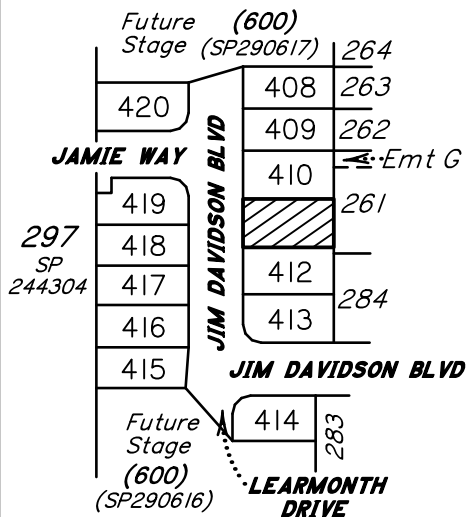 Future (600)
Stage (SP290617)
264
408 263
420
409 262
JAMIE WAY
JIM DAVIDSON BLVD
410 Emt G
419
261
297
SP
244304
418
412
417
284
416
413
415
JIM DAVIDSON BLVD
414
283
Future
Stage
(600)
(SP290616)
LEARMONTH
DRIVE